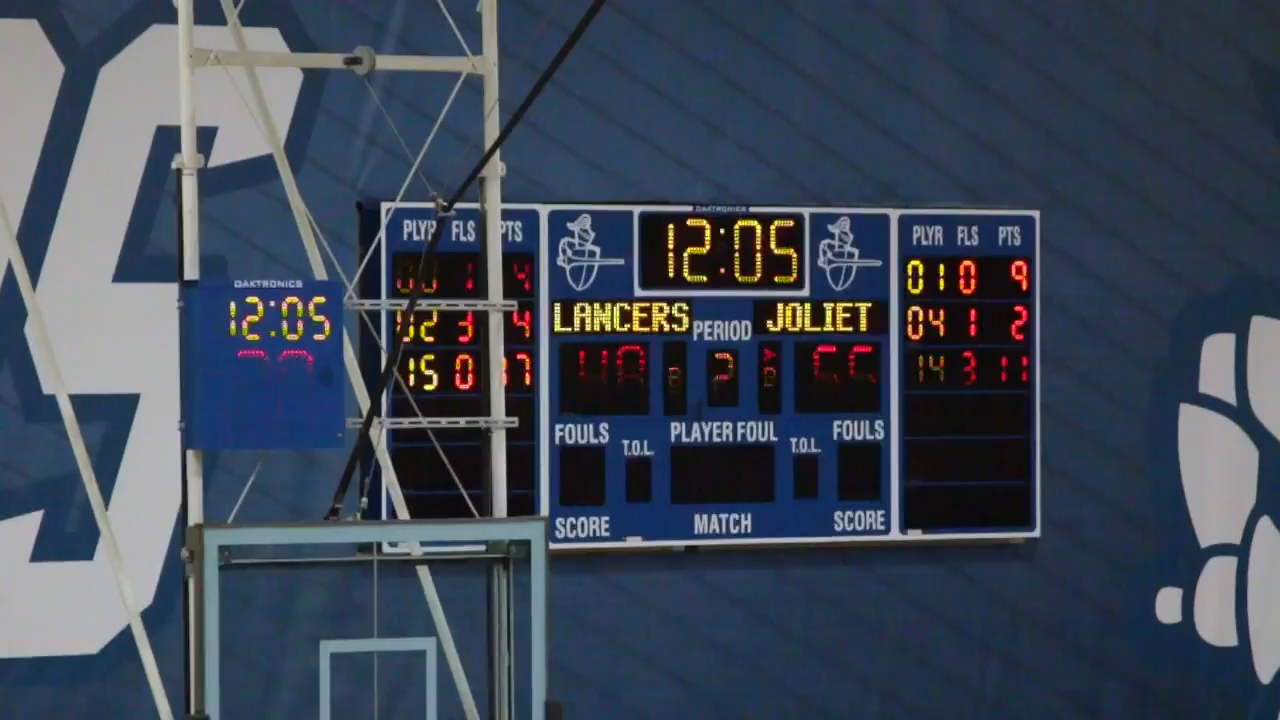 DAKTRONICS
12:05
DAKTRONICS
12:05
PLYR FLS PTS
1 4
02 3 4
15 0 17
LANCERS
JOLIET
PERIOD
2
FOULS
T.O.L.
PLAYER FOUL
T.O.L.
FOULS
SCORE
MATCH
SCORE
PLYR FLS PTS
01 0 9
04 1 2
14 3 11